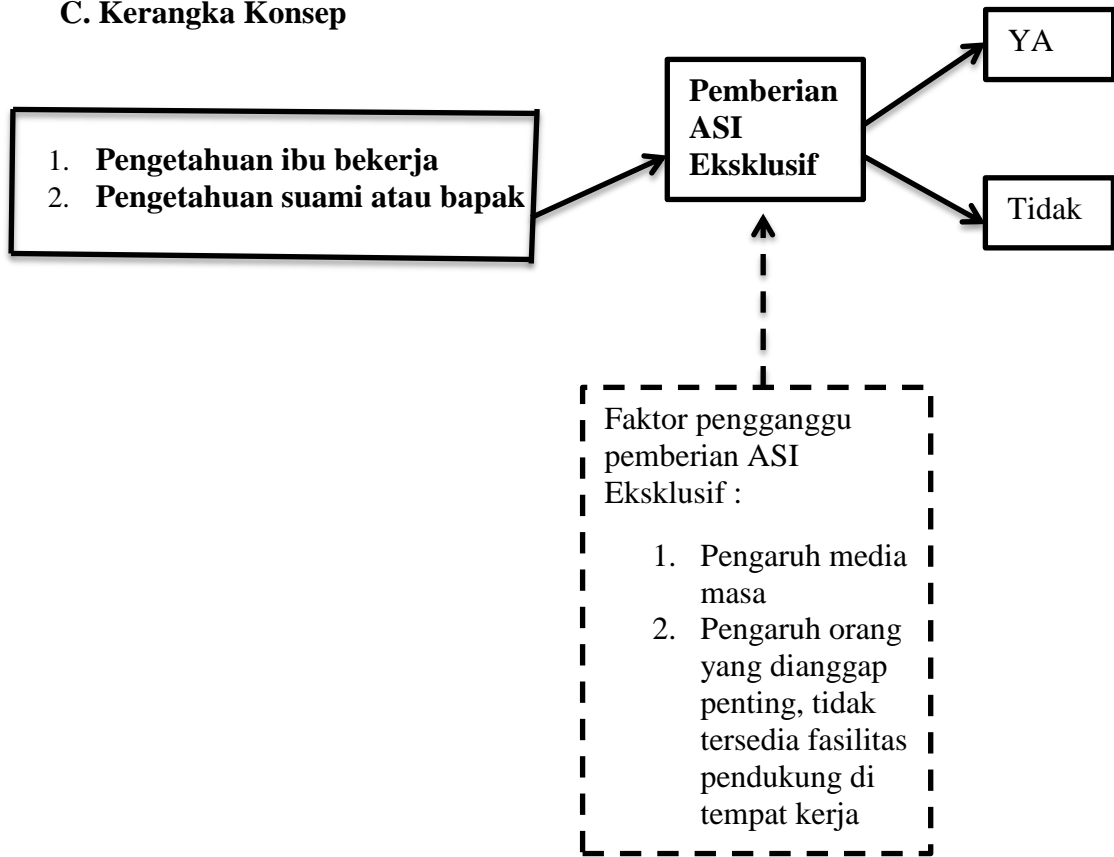 C. Kerangka Konsep
1. Pengetahuan ibu bekerja
2. Pengetahuan suami atau bapak
Pemberian
ASI
Eksklusif
YA
Tidak
Faktor pengganggu
pemberian ASI
Eksklusif :
1. Pengaruh media
masa
2. Pengaruh orang
yang dianggap
penting, tidak
tersedia fasilitas
pendukung di
tempat kerja